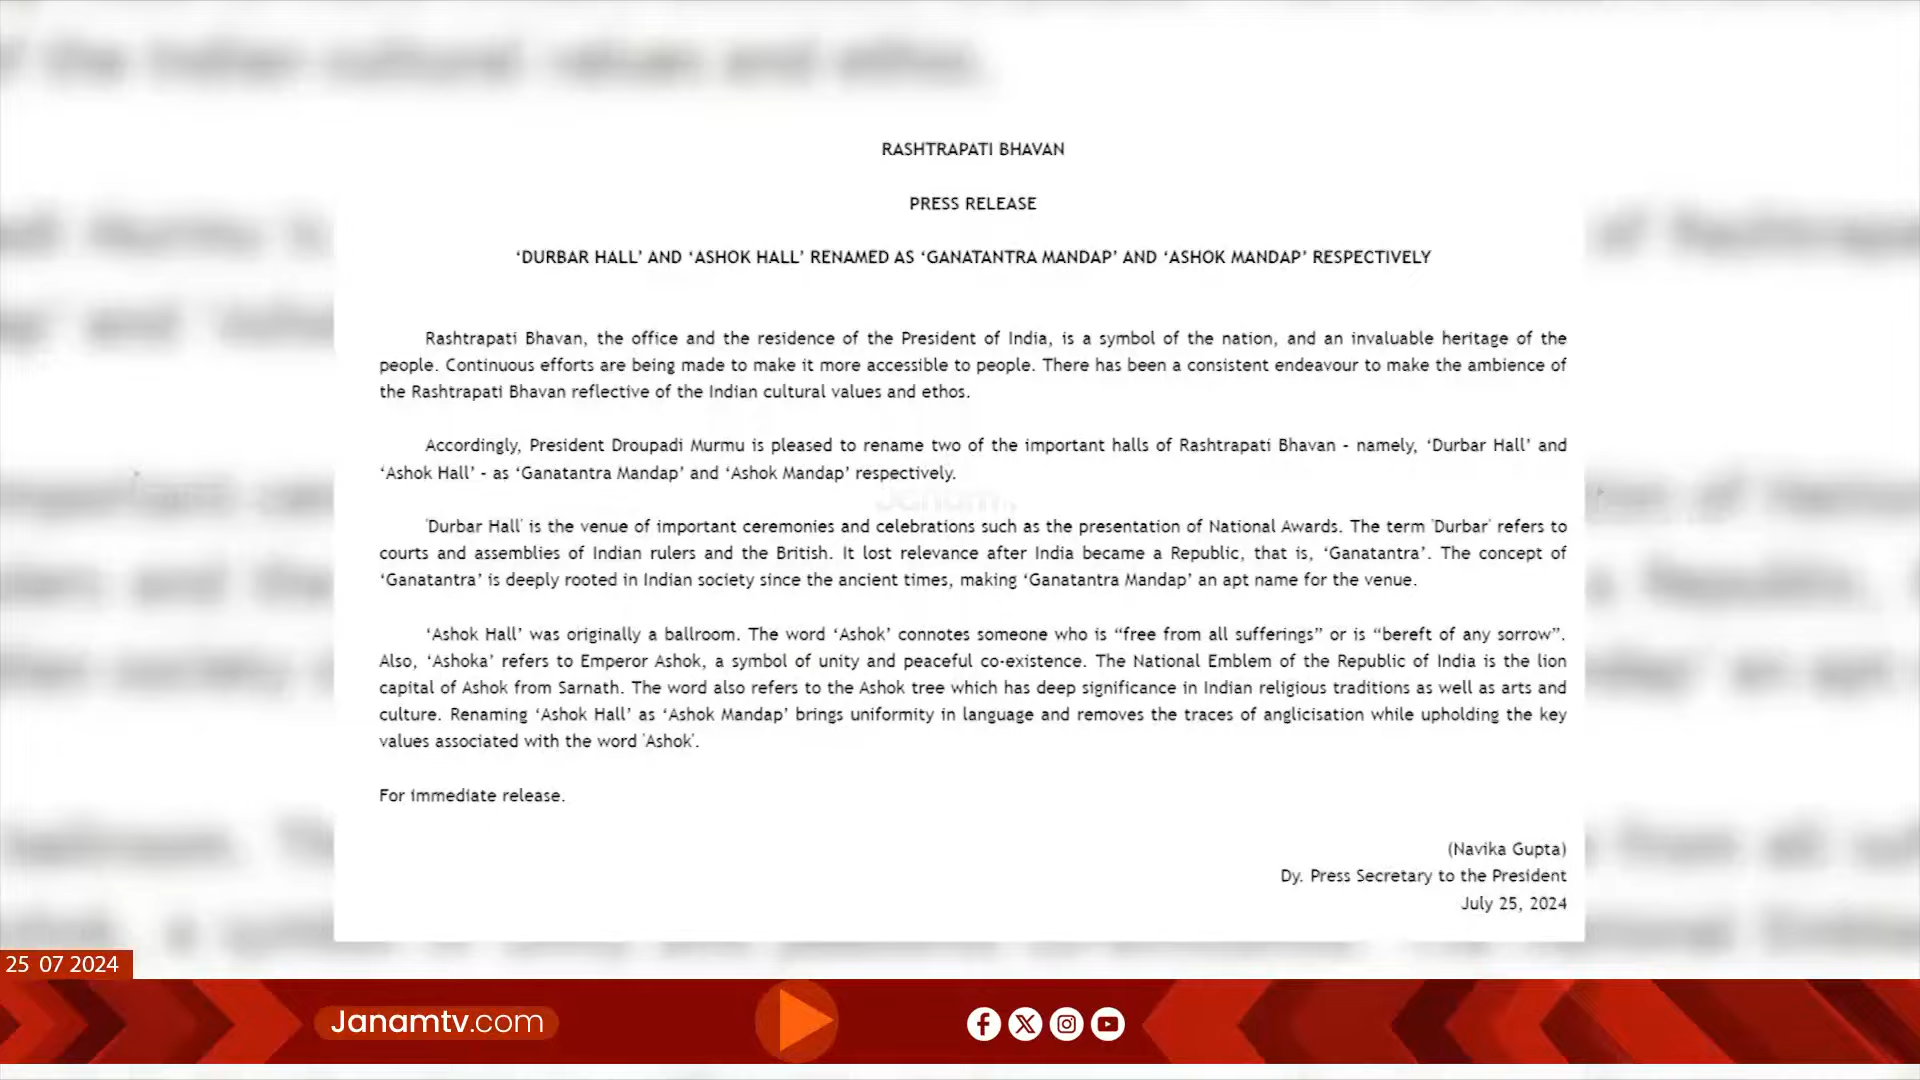 of the Indian cultural values and ethos.
RASHTRAPATI BHAVAN
PRESS RELEASE
‘DURBAR HALL’ AND ‘ASHOK HALL’ RENAMED AS ‘GANATANTRA MANDAP’ AND ‘ASHOK MANDAP’ RESPECTIVELY
Rashtrapati Bhavan, the office and the residence of the President of India, is a symbol of the nation, and an invaluable heritage of the
people. Continuous efforts are being made to make it more accessible to people. There has been a consistent endeavour to make the ambience of
the Rashtrapati Bhavan reflective of the Indian cultural values and ethos.
Accordingly, President Droupadi Murmu is pleased to rename two of the important halls of Rashtrapati Bhavan - namely, ‘Durbar Hall’ and
‘Ashok Hall’ - as ‘Ganatantra Mandap’ and ‘Ashok Mandap’ respectively.
Janamtv
'Durbar Hall' is the venue of important ceremonies and celebrations such as the presentation of National Awards. The term 'Durbar' refers to
courts and assemblies of Indian rulers and the British. It lost relevance after India became a Republic, that is, ‘Ganatantra’. The concept of
‘Ganatantra’ is deeply rooted in Indian society since the ancient times, making ‘Ganatantra Mandap’ an apt name for the venue.
‘Ashok Hall’ was originally a ballroom. The word ‘Ashok’ connotes someone who is “free from all sufferings” or is “bereft of any sorrow”.
Also, ‘Ashoka’ refers to Emperor Ashok, a symbol of unity and peaceful co-existence. The National Emblem of the Republic of India is the lion
capital of Ashok from Sarnath. The word also refers to the Ashok tree which has deep significance in Indian religious traditions as well as arts and
culture. Renaming ‘Ashok Hall’ as ‘Ashok Mandap’ brings uniformity in language and removes the traces of anglicisation while upholding the key
values associated with the word 'Ashok'.
For immediate release.
(Navika Gupta)
Dy. Press Secretary to the President
July 25, 2024
25 07 2024
Janamtv.com